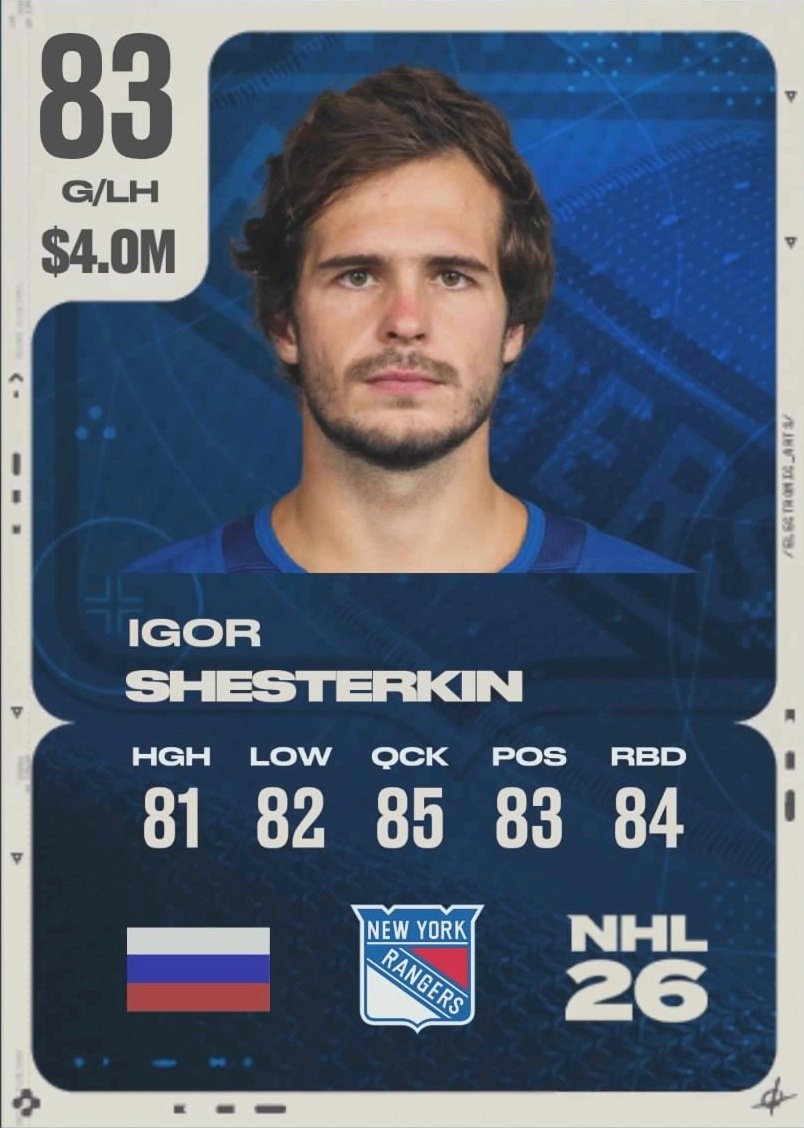 83
G/LH
$4.0M
IGOR
SHESTERKIN
HGH LOW QCK POS RBD
81 82 85 83 84
NEW YORK
RANGERS
NHL
26
/ELECTRONIC_ARTS/